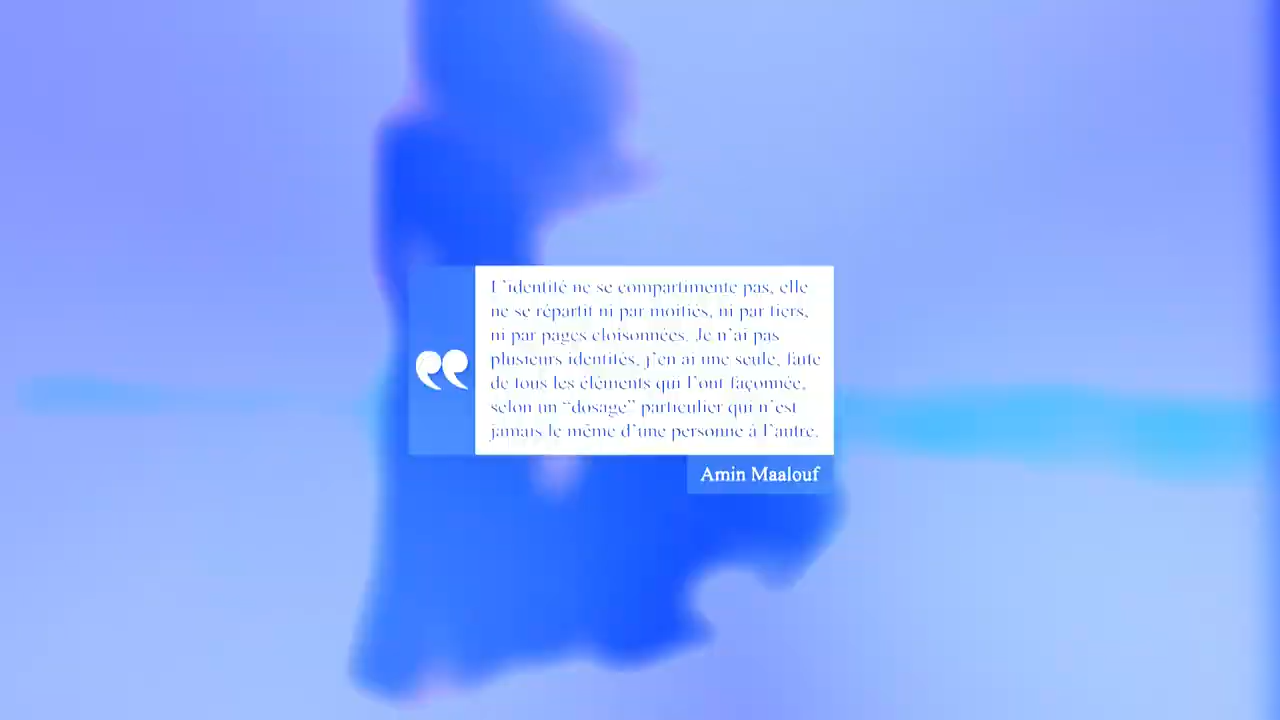 L’identité ne se compartimente pas, elle
ne se répartit ni par moitiés, ni par tiers,
ni par pages cloisonnées. Je n’ai pas
plusieurs identités, j’en ai une seule, faite
de tous les éléments qui l’ont façonnée,
selon un “dosage” particulier qui n’est
jamais le même d’une personne à l’autre.
Amin Maalouf